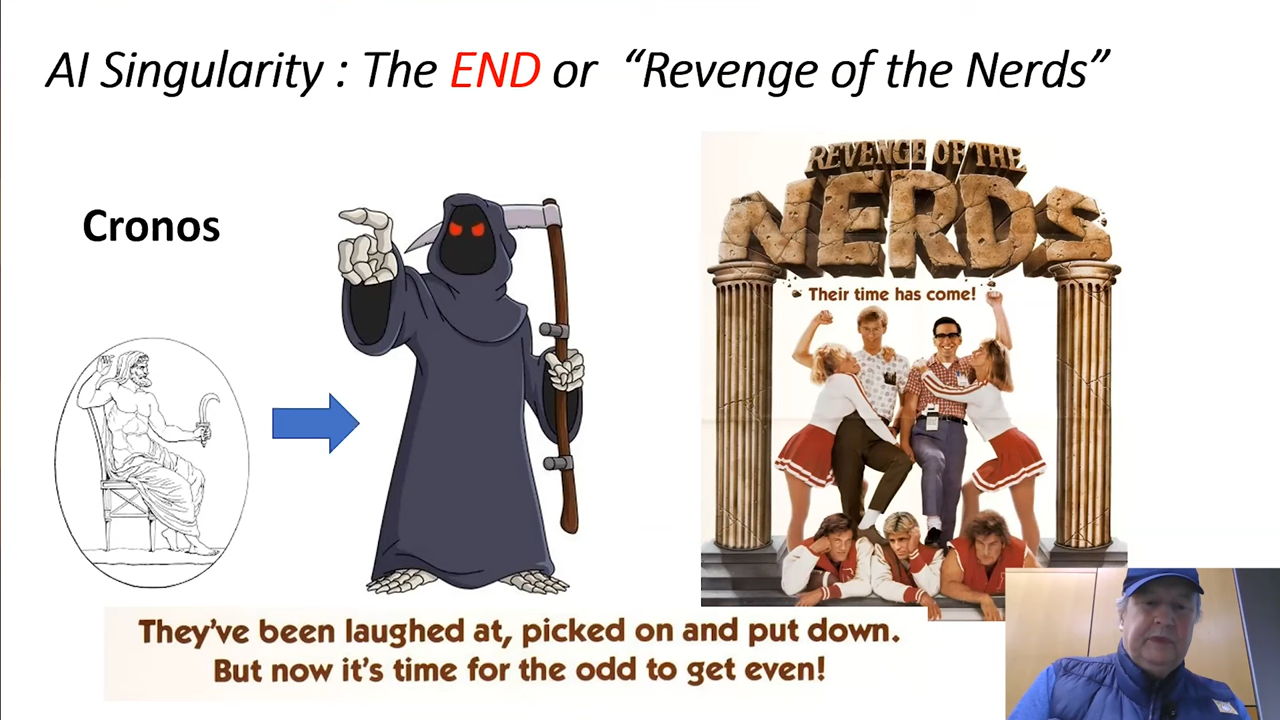 AI Singularity : The END or “Revenge of the Nerds”
Cronos
REVENGE OF THE
NERDS
Their time has come!
They’ve been laughed at, picked on and put down.
But now it’s time for the odd to get even!